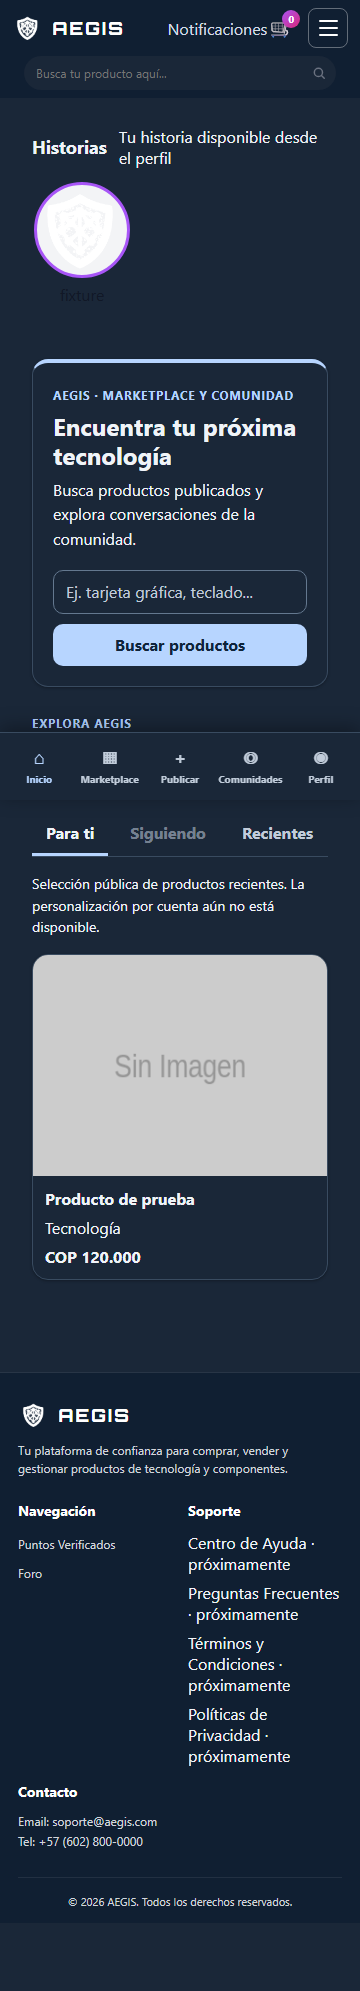 AEGIS
Notificaciones
0
Busca tu producto aquí...
Historias
Tu historia disponible desde
el perfil
fixture
AEGIS · MARKETPLACE Y COMUNIDAD
Encuentra tu próxima
tecnología
Busca productos publicados y
explora conversaciones de la
comunidad.
Ej. tarjeta gráfica, teclado...
Buscar productos
EXPLORA AEGIS
Inicio
Marketplace
Publicar
Comunidades
Perfil
Para ti
Siguiendo
Recientes
Selección pública de productos recientes. La
personalización por cuenta aún no está
disponible.
Sin Imagen
Producto de prueba
Tecnología
COP 120.000
AEGIS
Tu plataforma de confianza para comprar, vender y
gestionar productos de tecnología y componentes.
Navegación
Puntos Verificados
Foro
Soporte
Centro de Ayuda ·
próximamente
Preguntas Frecuentes
· próximamente
Términos y
Condiciones ·
próximamente
Políticas de
Privacidad ·
próximamente
Contacto
Email: soporte@aegis.com
Tel: +57 (602) 800-0000
© 2026 AEGIS. Todos los derechos reservados.